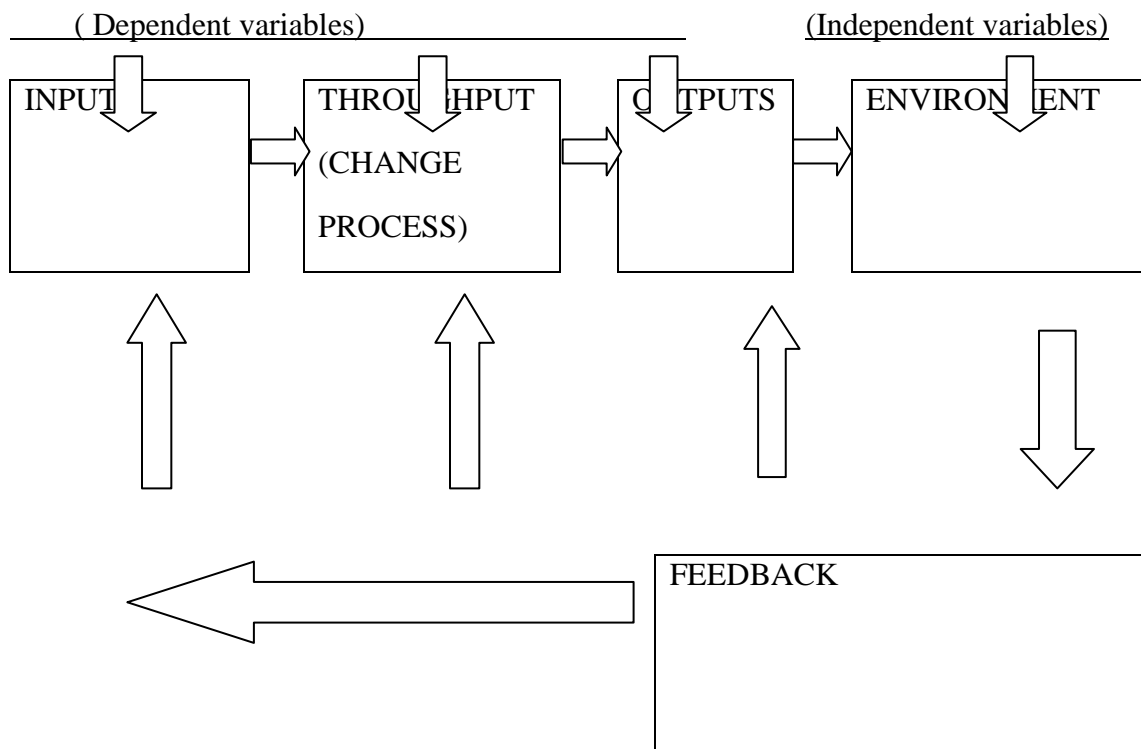 ( Dependent variables) (Independent variables)
INPUT THROUGHPUT OUTPUTS ENVIRONMENT
(CHANGE
PROCESS)
FEEDBACK